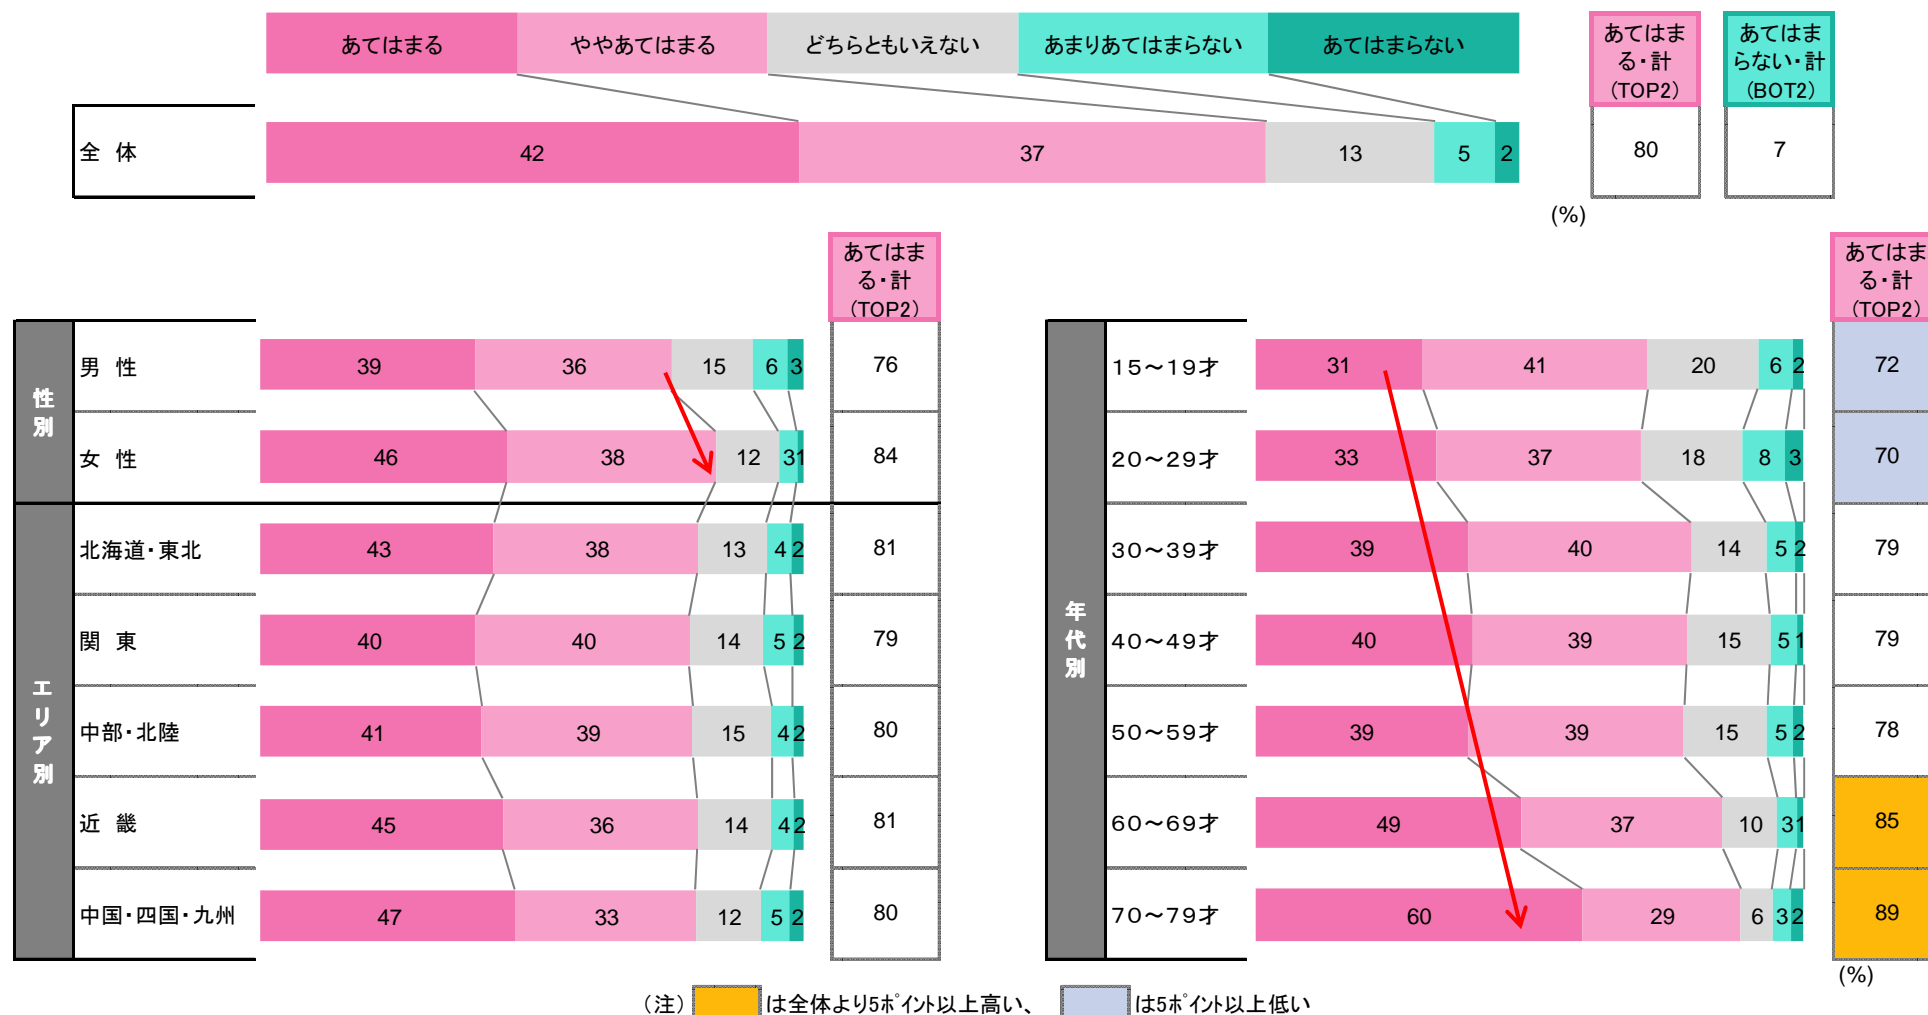 あてはまる ややあてはまる どちらともいえない あまりあてはまらない あてはまらない
あてはま
る・計
(TOP2)
あてはま
らない・計
(BOT2)
全 体 42 37 13 5 2 80 7
(%)
あてはま
る・計
(TOP2)
性別
男 性 39 36 15 6 3 76
女 性 46 38 12 3 1 84
エリア別
北海道・東北 43 38 13 4 2 81
関 東 40 40 14 5 2 79
中部・北陸 41 39 15 4 2 80
近 畿 45 36 14 4 2 81
中国・四国・九州 47 33 12 5 2 80
あてはま
る・計
(TOP2)
年代別
15～19才 31 41 20 6 2 72
20～29才 33 37 18 8 3 70
30～39才 39 40 14 5 2 79
40～49才 40 39 15 5 1 79
50～59才 39 39 15 5 2 78
60～69才 49 37 10 3 1 85
70～79才 60 29 6 3 2 89
(%)
(注) は全体より5ﾎﾟｲﾝﾄ以上高い、 は5ﾎﾟｲﾝﾄ以上低い